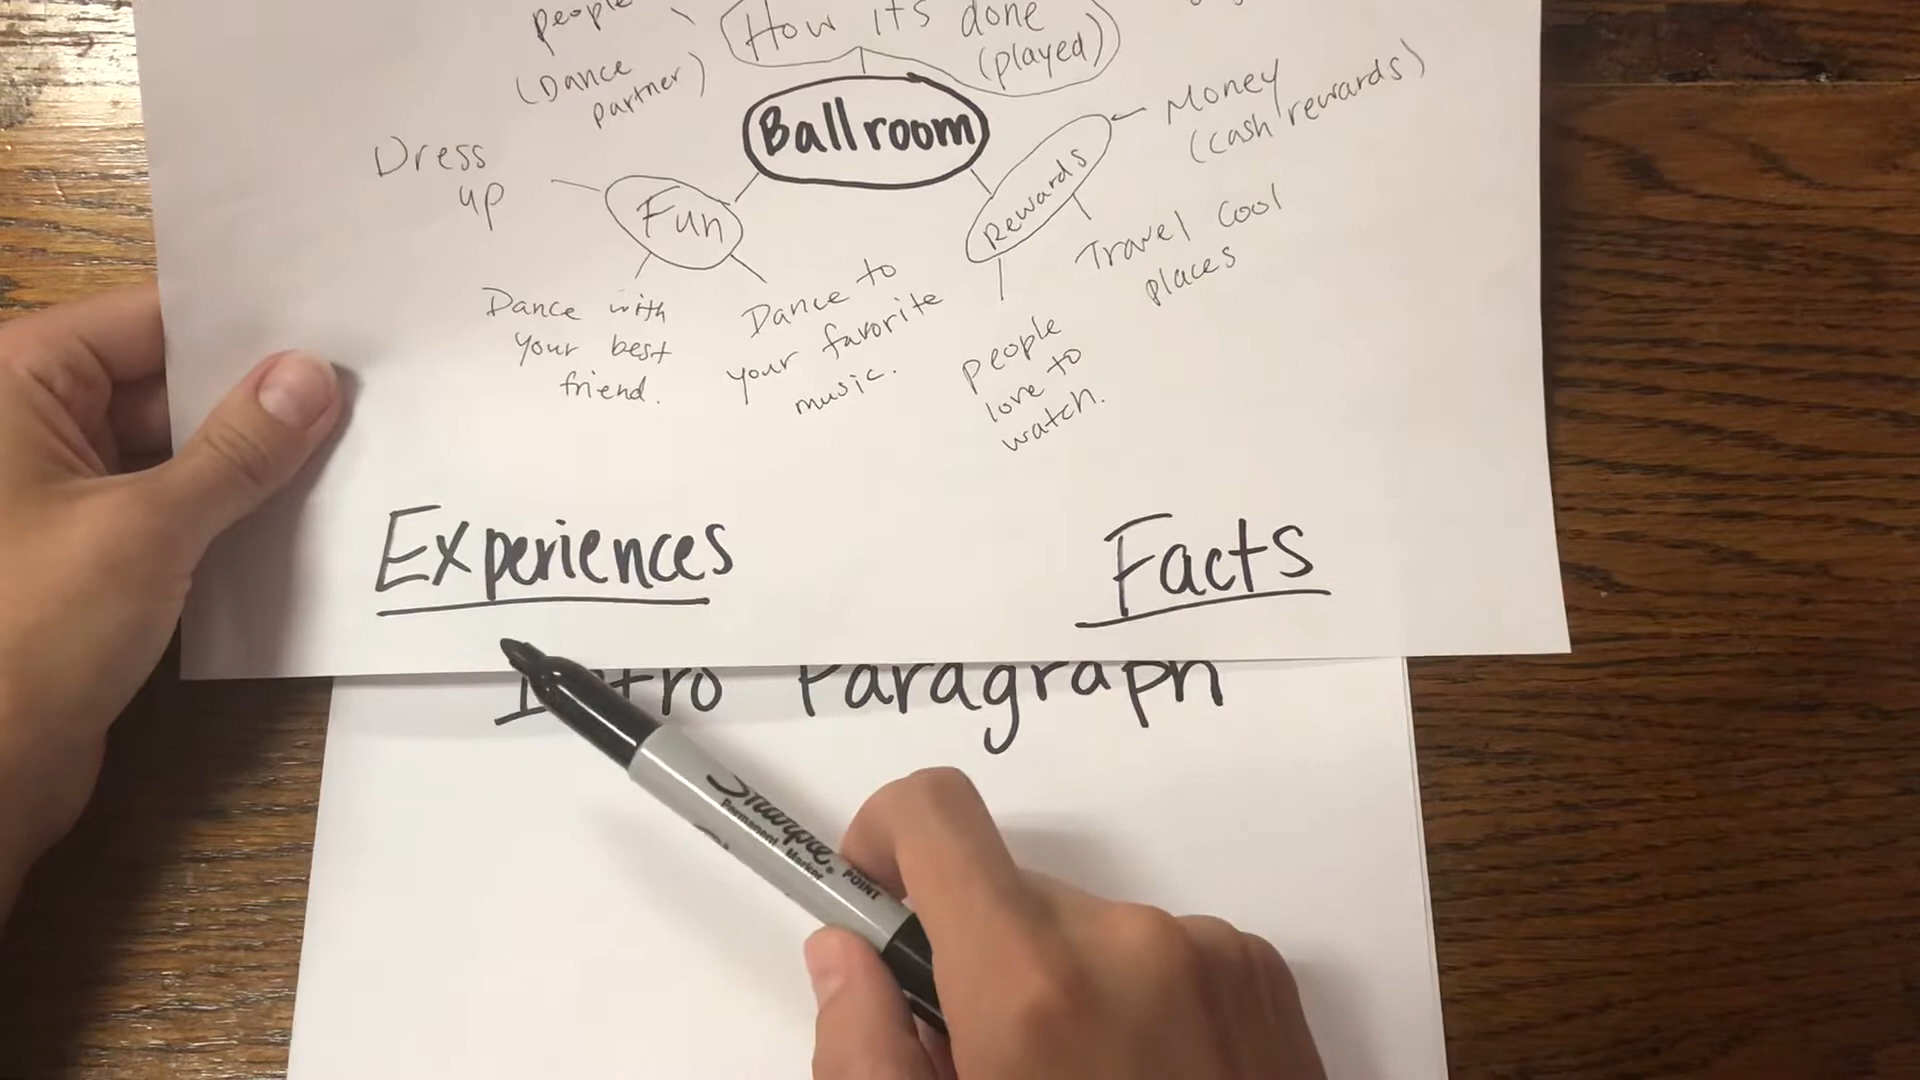 people
(Dance
partner)
How its done
(played)
Ballroom
Money
(cash rewards)
Dress
up
Fun
Rewards
Travel cool
places
Dance with
your best
friend.
Dance to
your favorite
music.
people
love to
watch.
Experiences
Facts
Intro Paragraph
Sharpie
Permanent Marker
POINT